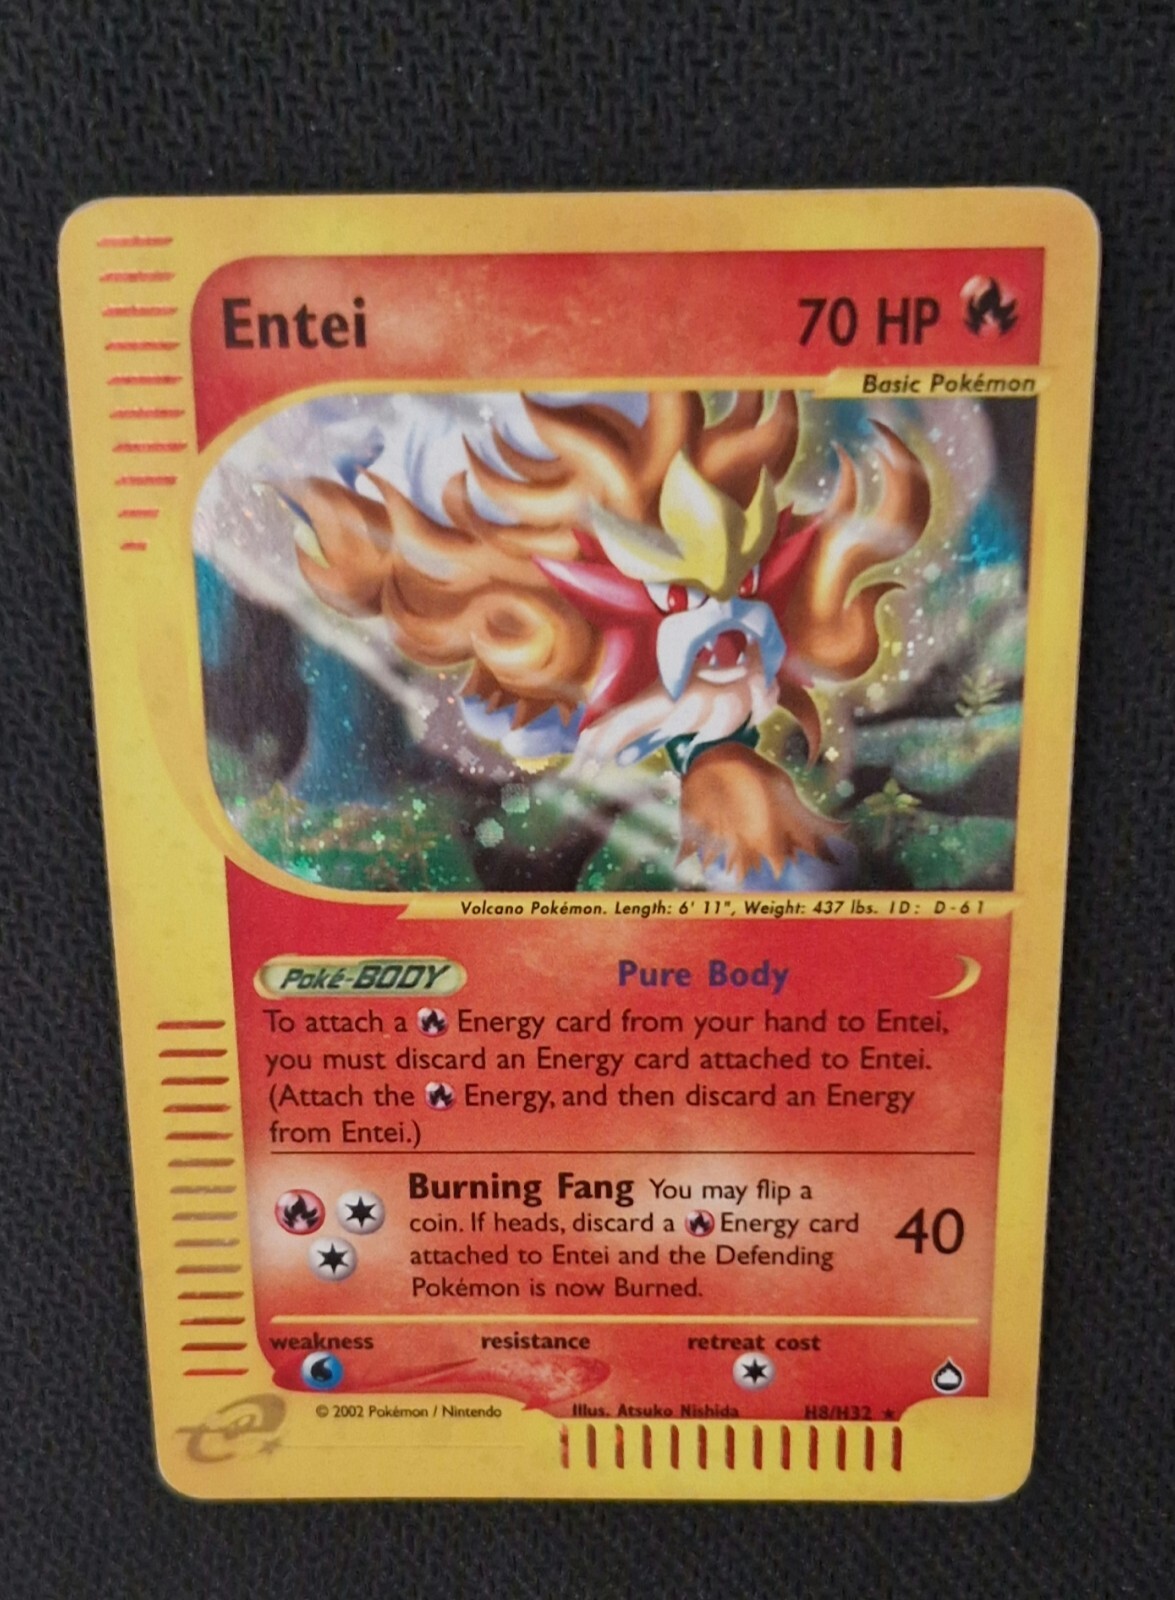 Entei 70 HP
Basic Pokémon
Volcano Pokémon. Length: 6' 11", Weight: 437 lbs. ID: D-61
Poké-BODY Pure Body
To attach a Energy card from your hand to Entei,
you must discard an Energy card attached to Entei.
(Attach the Energy, and then discard an Energy
from Entei.)
Burning Fang You may flip a
coin. If heads, discard a Energy card
attached to Entei and the Defending
Pokémon is now Burned.
40
weakness resistance retreat cost
© 2002 Pokémon / Nintendo Illus. Atsuko Nishida H8/H32 ★
e